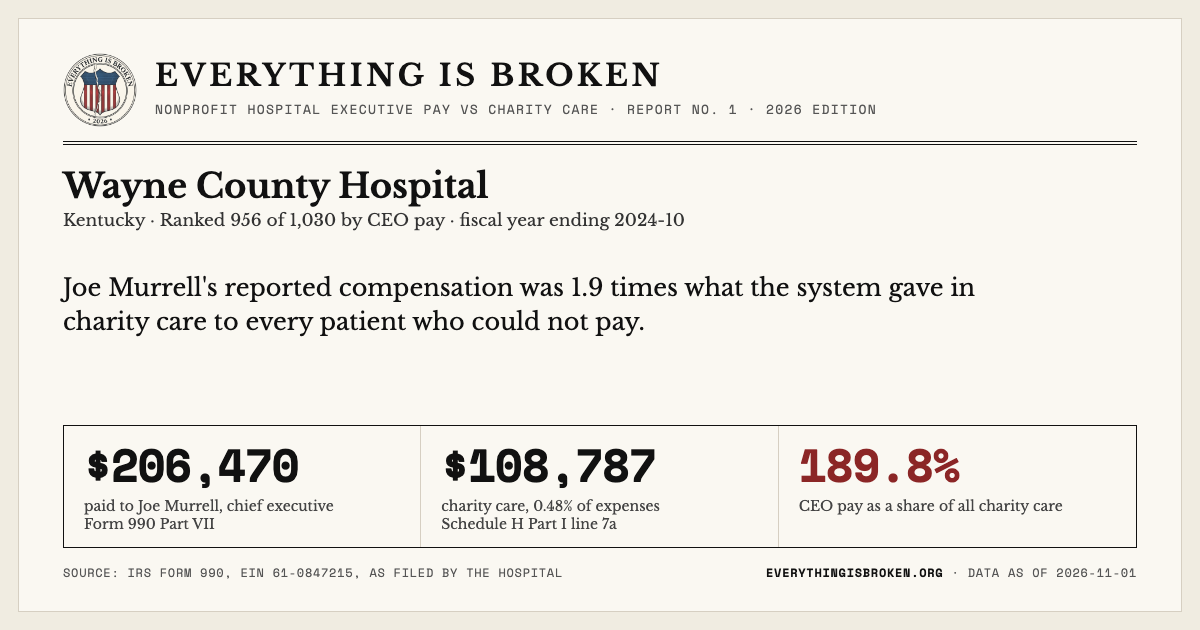 EVERYTHING IS BROKEN
· 2026 ·
EVERYTHING IS BROKEN
NONPROFIT HOSPITAL EXECUTIVE PAY VS CHARITY CARE · REPORT NO. 1 · 2026 EDITION
Wayne County Hospital
Kentucky · Ranked 956 of 1,030 by CEO pay · fiscal year ending 2024-10
Joe Murrell's reported compensation was 1.9 times what the system gave in
charity care to every patient who could not pay.
$206,470
paid to Joe Murrell, chief executive
Form 990 Part VII
$108,787
charity care, 0.48% of expenses
Schedule H Part I line 7a
189.8%
CEO pay as a share of all charity care
SOURCE: IRS FORM 990, EIN 61-0847215, AS FILED BY THE HOSPITAL
EVERYTHINGISBROKEN.ORG · DATA AS OF 2026-11-01